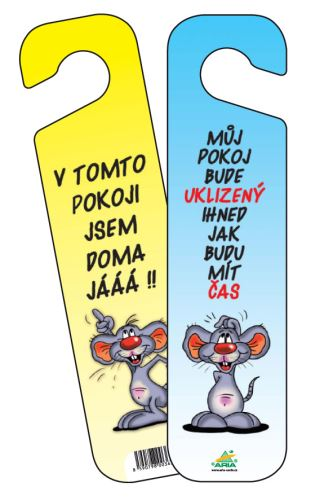 V TOMTO
POKOJI
JSEM
DOMA
JÁÁÁ !!
MŮJ
POKOJ
BUDE
UKLIZENÝ
IHNED
JAK
BUDU
MÍT
ČAS
ARIA